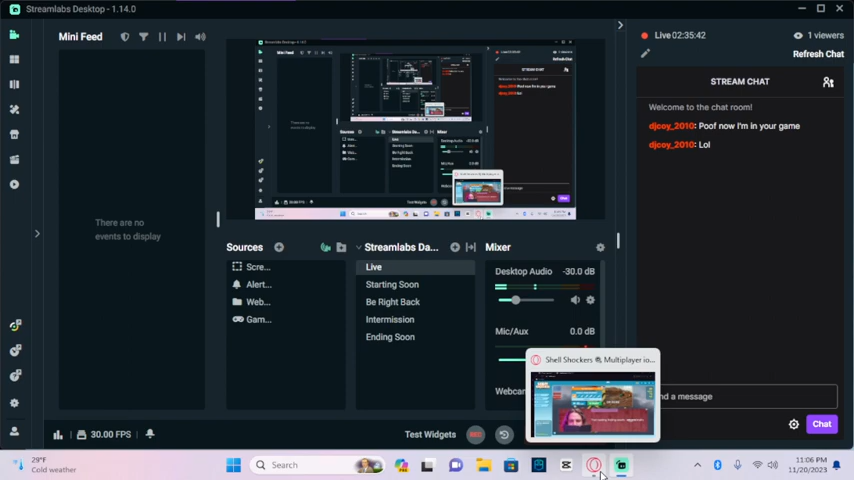 Streamlabs Desktop - 1.14.0
Mini Feed
Live 02:35:42
1 viewers
Refresh Chat
STREAM CHAT
Welcome to the chat room!
djcoy_2010: Poof now I'm in your game
djcoy_2010: Lol
There are no
events to display
Sources
Scre...
Alert...
Web...
Gam...
Streamlabs Da...
Live
Starting Soon
Be Right Back
Intermission
Ending Soon
Mixer
Desktop Audio -30.0 dB
Mic/Aux 0.0 dB
Webcam
Shell Shockers
Multiplayer io...
nd a message
Chat
30.00 FPS
Test Widgets
REC
29°F
Cold weather
Search
11:06 PM
11/20/2023